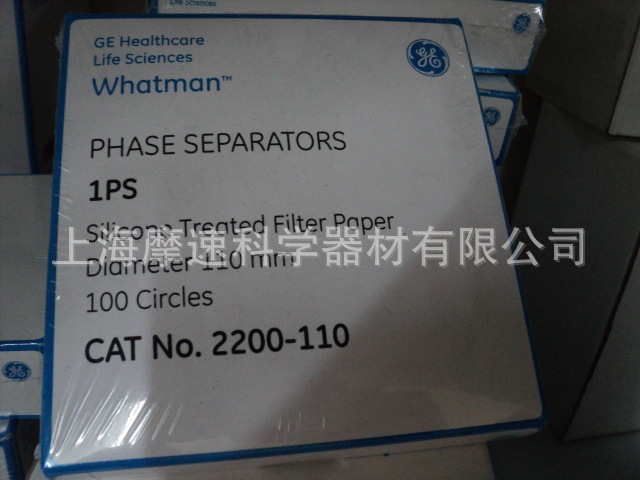 GE Healthcare
Life Sciences
Whatman™
PHASE SEPARATORS
1PS
Silicone Treated Filter Paper
上海摩速科学器材有限公司
Diameter 110 mm
100 Circles
CAT No. 2200-110